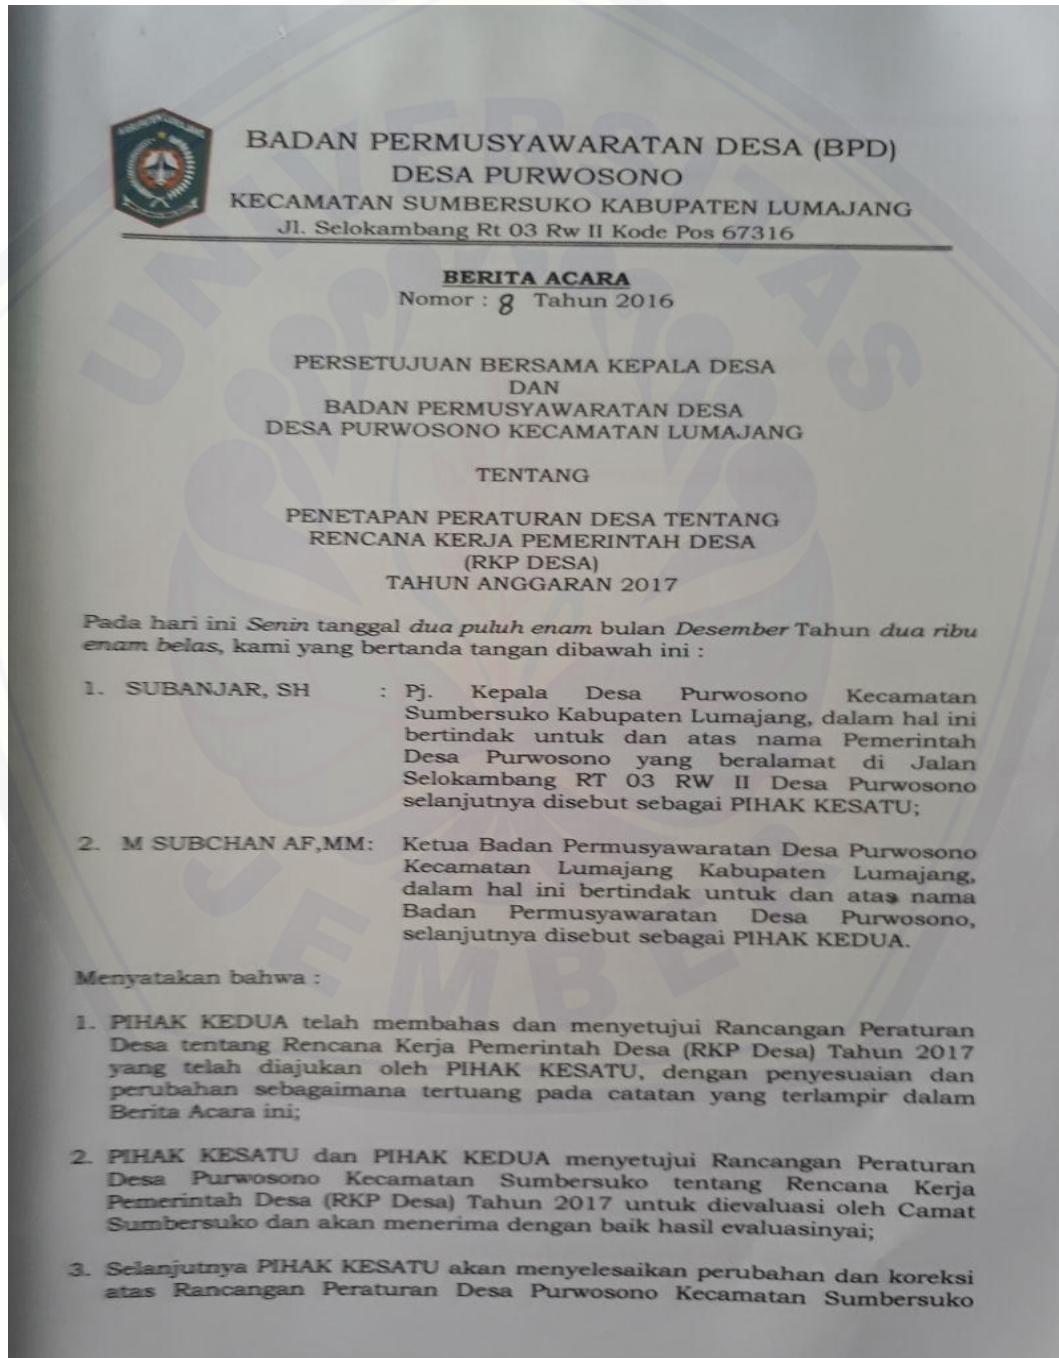 BADAN PERMUSYAWARATAN DESA (BPD)
DESA PURWOSONO
KECAMATAN SUMBERSUKO KABUPATEN LUMAJANG
Jl. Selokambang Rt 03 Rw II Kode Pos 67316
BERITA ACARA
Nomor : 8 Tahun 2016
PERSETUJUAN BERSAMA KEPALA DESA
DAN
BADAN PERMUSYAWARATAN DESA
DESA PURWOSONO KECAMATAN LUMAJANG
TENTANG
PENETAPAN PERATURAN DESA TENTANG
RENCANA KERJA PEMERINTAH DESA
(RKP DESA)
TAHUN ANGGARAN 2017
Pada hari ini Senin tanggal dua puluh enam bulan Desember Tahun dua ribu
enam belas, kami yang bertanda tangan dibawah ini :
1. SUBANJAR, SH : Pj. Kepala Desa Purwosono Kecamatan
Sumbersuko Kabupaten Lumajang, dalam hal ini
bertindak untuk dan atas nama Pemerintah
Desa Purwosono yang beralamat di Jalan
Selokambang RT 03 RW II Desa Purwosono
selanjutnya disebut sebagai PIHAK KESATU;
2. M SUBCHAN AF,MM: Ketua Badan Permusyawaratan Desa Purwosono
Kecamatan Lumajang Kabupaten Lumajang,
dalam hal ini bertindak untuk dan atas nama
Badan Permusyawaratan Desa Purwosono,
selanjutnya disebut sebagai PIHAK KEDUA.
Menyatakan bahwa :
1. PIHAK KEDUA telah membahas dan menyetujui Rancangan Peraturan
Desa tentang Rencana Kerja Pemerintah Desa (RKP Desa) Tahun 2017
yang telah diajukan oleh PIHAK KESATU, dengan penyesuaian dan
perubahan sebagaimana tertuang pada catatan yang terlampir dalam
Berita Acara ini;
2. PIHAK KESATU dan PIHAK KEDUA menyetujui Rancangan Peraturan
Desa Purwosono Kecamatan Sumbersuko tentang Rencana Kerja
Pemerintah Desa (RKP Desa) Tahun 2017 untuk dievaluasi oleh Camat
Sumbersuko dan akan menerima dengan baik hasil evaluasinyai;
3. Selanjutnya PIHAK KESATU akan menyelesaikan perubahan dan koreksi
atas Rancangan Peraturan Desa Purwosono Kecamatan Sumbersuko
UNIVERSITAS
JEMBER